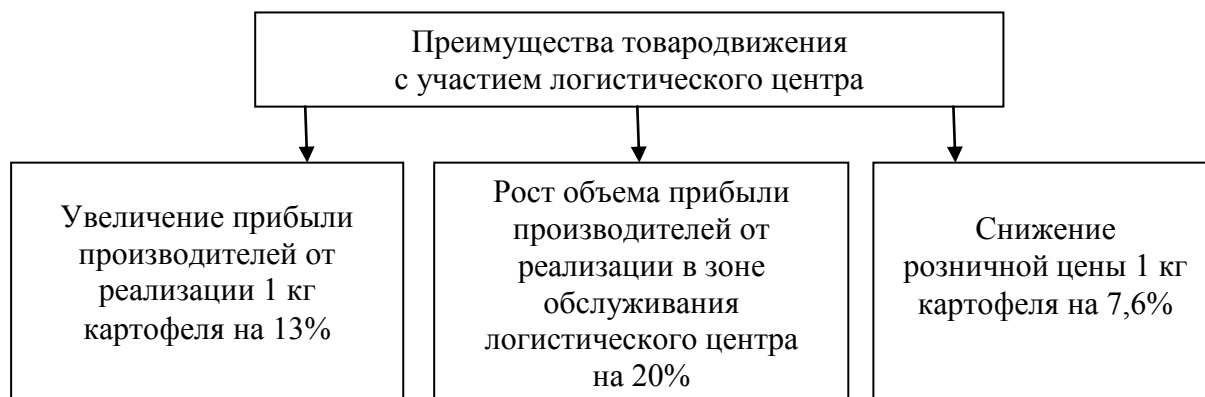 Преимущества товародвижения
с участием логистического центра
Увеличение прибыли
производителей от
реализации 1 кг
картофеля на 13%
Рост объема прибыли
производителей от
реализации в зоне
обслуживания
логистического центра
на 20%
Снижение
розничной цены 1 кг
картофеля на 7,6%